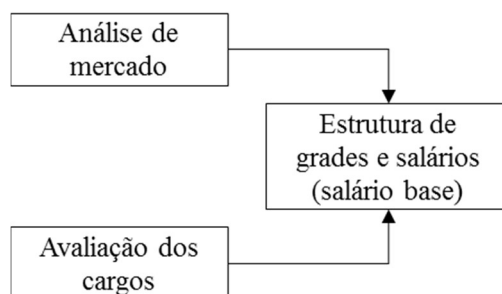 Análise de
mercado
Estrutura de
grades e salários
(salário base)
Avaliação dos
cargos